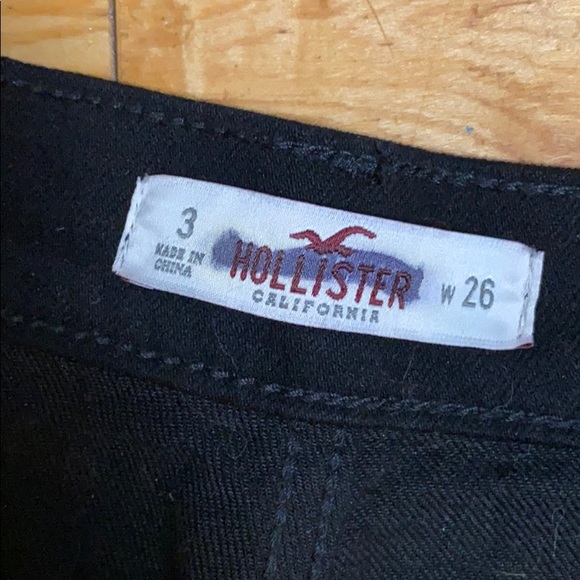 3
MADE IN
CHINA
HOLLISTER
CALIFORNIA
W 26